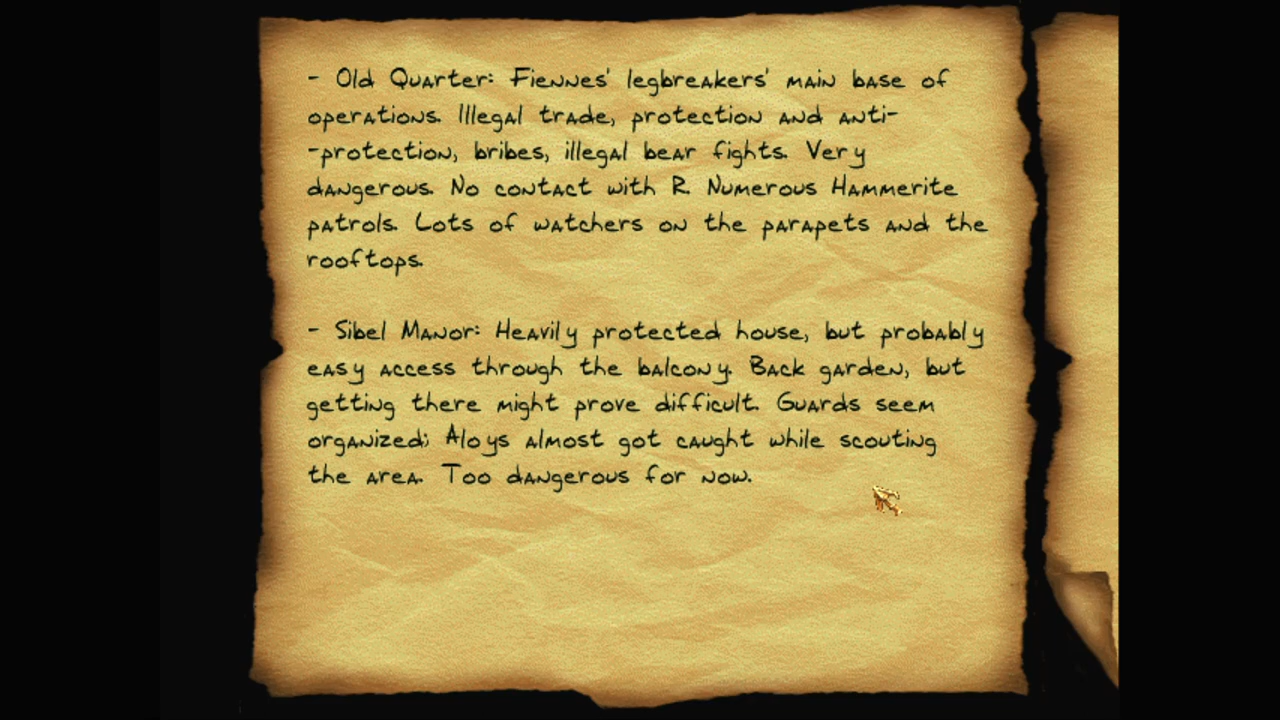 - Old Quarter: Fiennes' legbreakers' main base of
operations. Illegal trade, protection and anti-
-protection, bribes, illegal bear fights. Very
dangerous. No contact with R. Numerous Hammerite
patrols. Lots of watchers on the parapets and the
rooftops.
- Sibel Manor: Heavily protected house, but probably
easy access through the balcony. Back garden, but
getting there might prove difficult. Guards seem
organized; Aloys almost got caught while scouting
the area. Too dangerous for now.